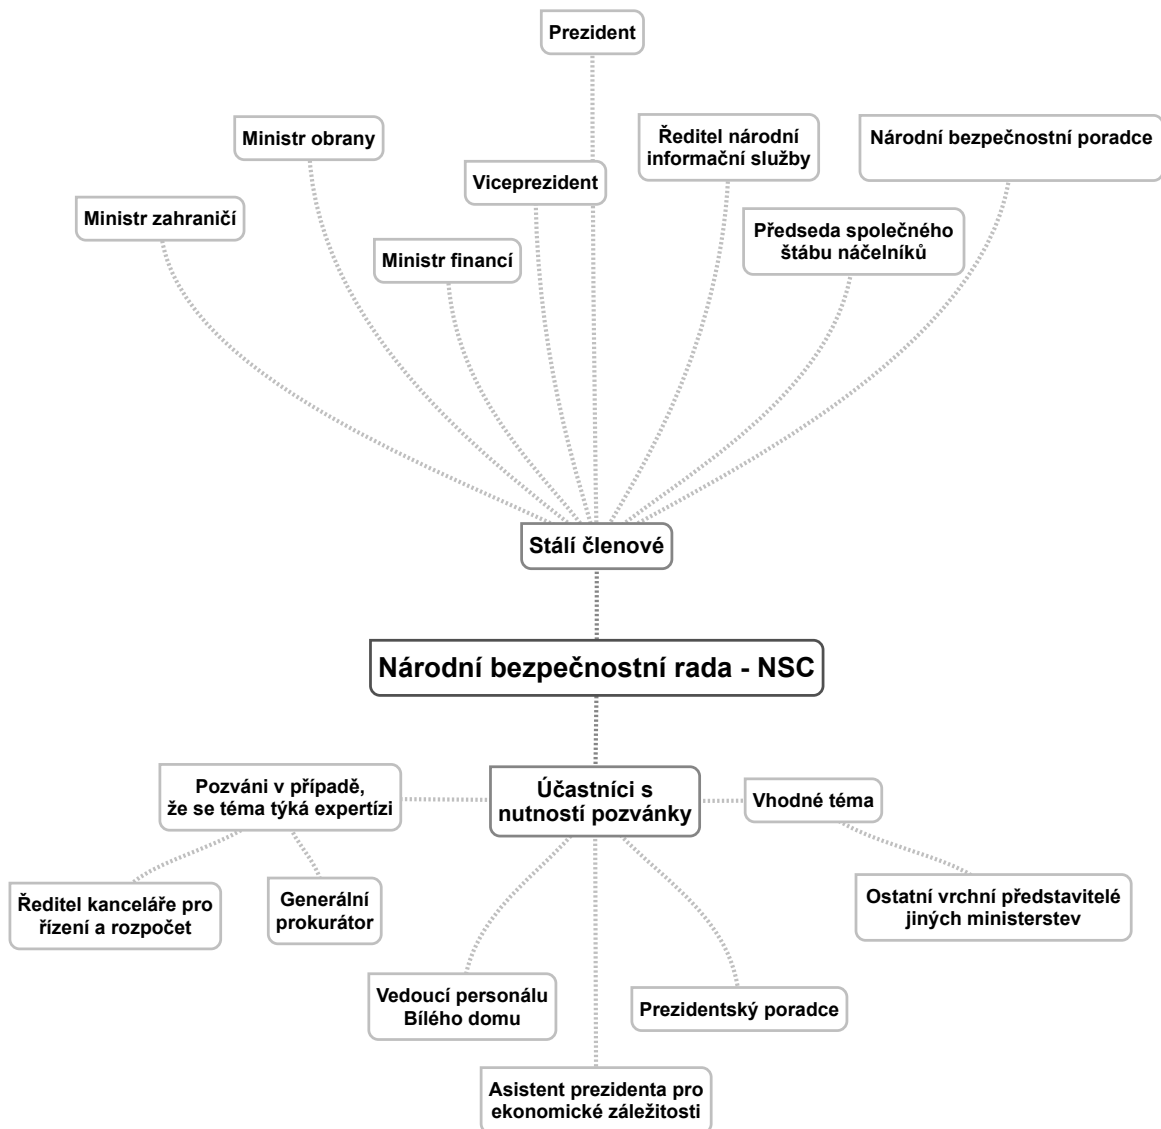 Prezident
Ministr obrany
Ředitel národní
informační služby
Národní bezpečnostní poradce
Viceprezident
Ministr zahraničí
Předseda společného
štábu náčelníků
Ministr financí
Stálí členové
Národní bezpečnostní rada - NSC
Účastníci s
nutností pozvánky
Pozváni v případě,
že se téma týká expertízi
Vhodné téma
Ředitel kanceláře pro
řízení a rozpočet
Generální
prokurátor
Ostatní vrchní představitelé
jiných ministerstev
Vedoucí personálu
Bílého domu
Prezidentský poradce
Asistent prezidenta pro
ekonomické záležitosti